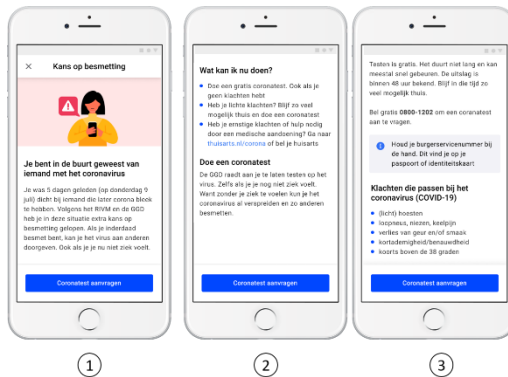 Kans op besmetting
Je bent in de buurt geweest van
iemand met het coronavirus
Je was 5 dagen geleden (op donderdag 9
juli) dicht bij iemand die later corona bleek
te hebben. Volgens het RIVM en de GGD
heb je in deze situatie extra kans op
besmetting gelopen. Als je inderdaad
besmet bent, kan je het virus aan anderen
doorgeven. Ook als je je nu niet ziek voelt.
Coronatest aanvragen
1
Wat kan ik nu doen?
Doe een gratis coronatest. Ook als je
geen klachten hebt
Heb je lichte klachten? Blijf zo veel
mogelijk thuis en doe een coronatest
Heb je ernstige klachten of hulp nodig
door een medische aandoening? Ga naar
thuisarts.nl/corona of bel je huisarts
Doe een coronatest
De GGD raadt aan je te laten testen op het
virus. Zelfs als je je nog niet ziek voelt.
Want zonder je ziek te voelen kun je het
coronavirus al verspreiden en zo anderen
besmetten.
Coronatest aanvragen
2
Testen is gratis. Het duurt niet lang en kan
meestal snel gebeuren. De uitslag is
binnen 48 uur bekend. Blijf in die tijd zo
veel mogelijk thuis.
Bel gratis 0800-1202 om een coronatest
aan te vragen.
Houd je burgerservicenummer bij
de hand. Dit vind je op je
paspoort of identiteitskaart
Klachten die passen bij het
coronavirus (COVID-19)
(licht) hoesten
loopneus, niezen, keelpijn
verlies van geur en/of smaak
kortademigheid/benauwdheid
koorts boven de 38 graden
Coronatest aanvragen
3